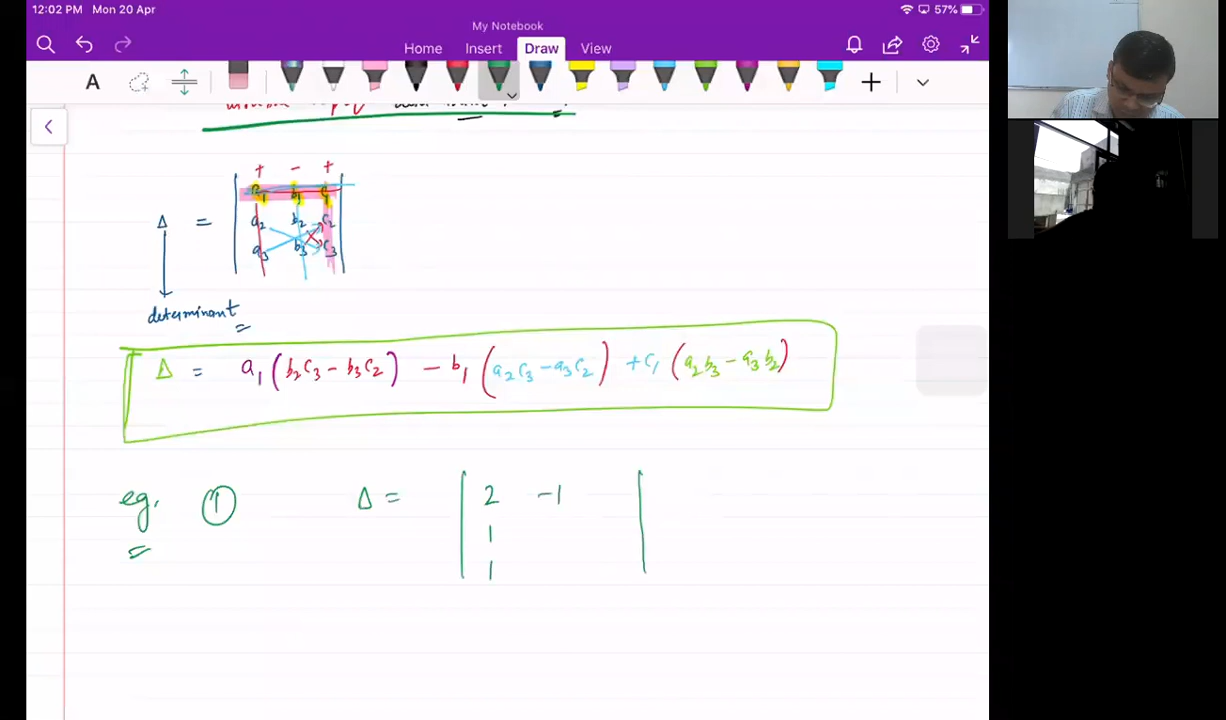 12:02 PM Mon 20 Apr
57%
My Notebook
Home Insert Draw View
A
+ - +
a1 b1 c1
Δ = a2 b2 c2
a3 b3 c3
determinant
Δ = a1 (b2c3 - b3c2) - b1 (a2c3 - a3c2) + c1 (a2b3 - a3b2)
eg. ① Δ = 2 -1
1
1